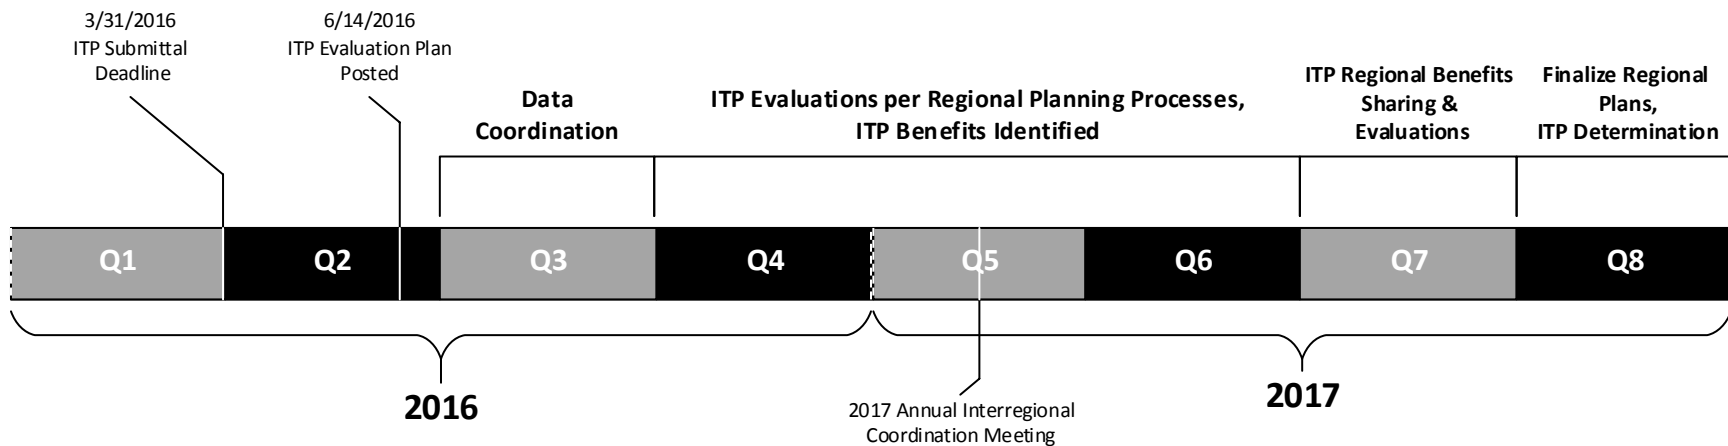 3/31/2016
ITP Submittal
Deadline
6/14/2016
ITP Evaluation Plan
Posted
Data
Coordination
ITP Evaluations per Regional Planning Processes,
ITP Benefits Identified
ITP Regional Benefits
Sharing &
Evaluations
Finalize Regional
Plans,
ITP Determination
Q1
Q2
Q3
Q4
Q5
Q6
Q7
Q8
2016
2017 Annual Interregional
Coordination Meeting
2017